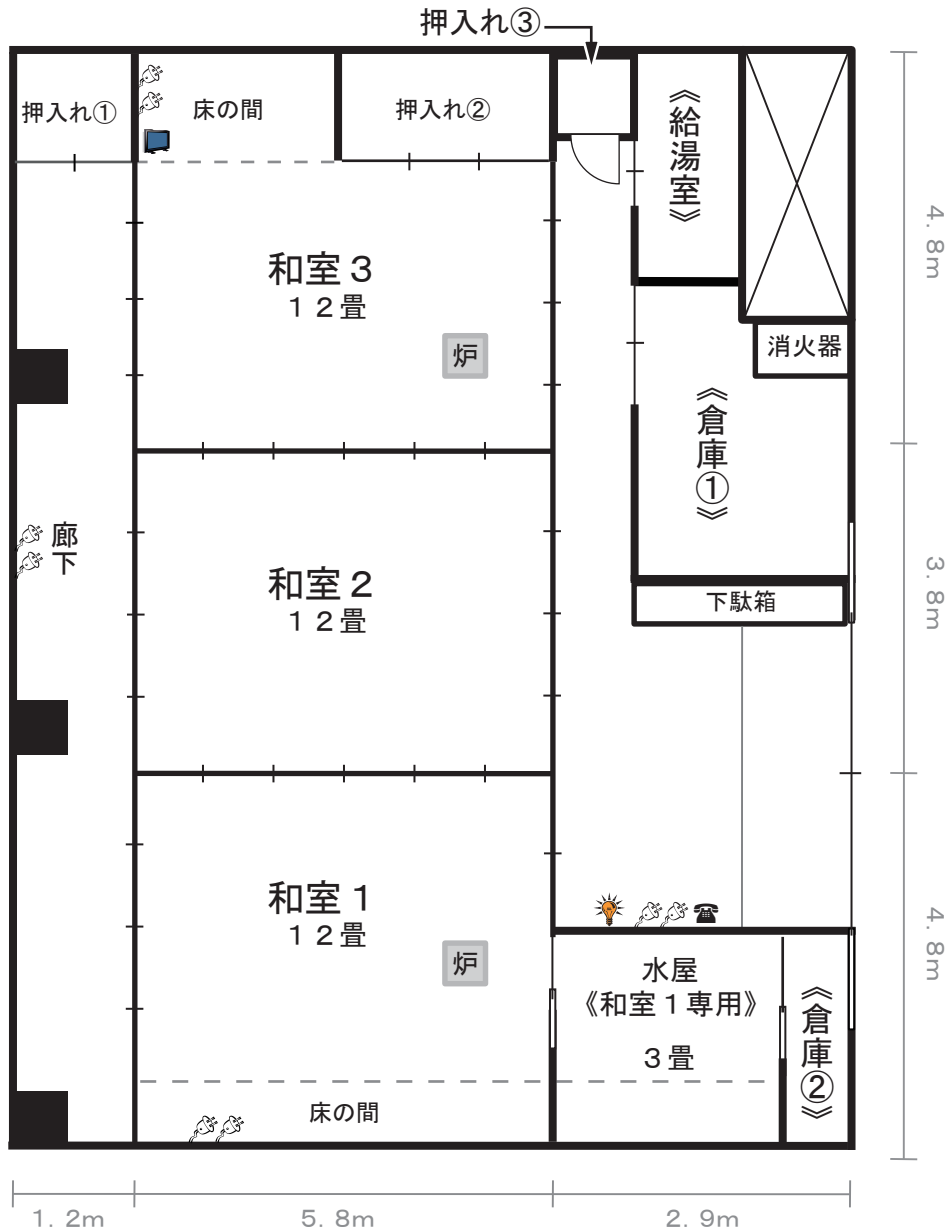 押入れ③
押入れ①
床の間
押入れ②
《給湯室》
4.8m
和室3
12畳
炉
消火器
《倉庫①》
廊下
和室2
12畳
3.8m
下駄箱
和室1
12畳
炉
水屋
《和室1専用》
3畳
《倉庫②》
4.8m
床の間
1.2m
5.8m
2.9m